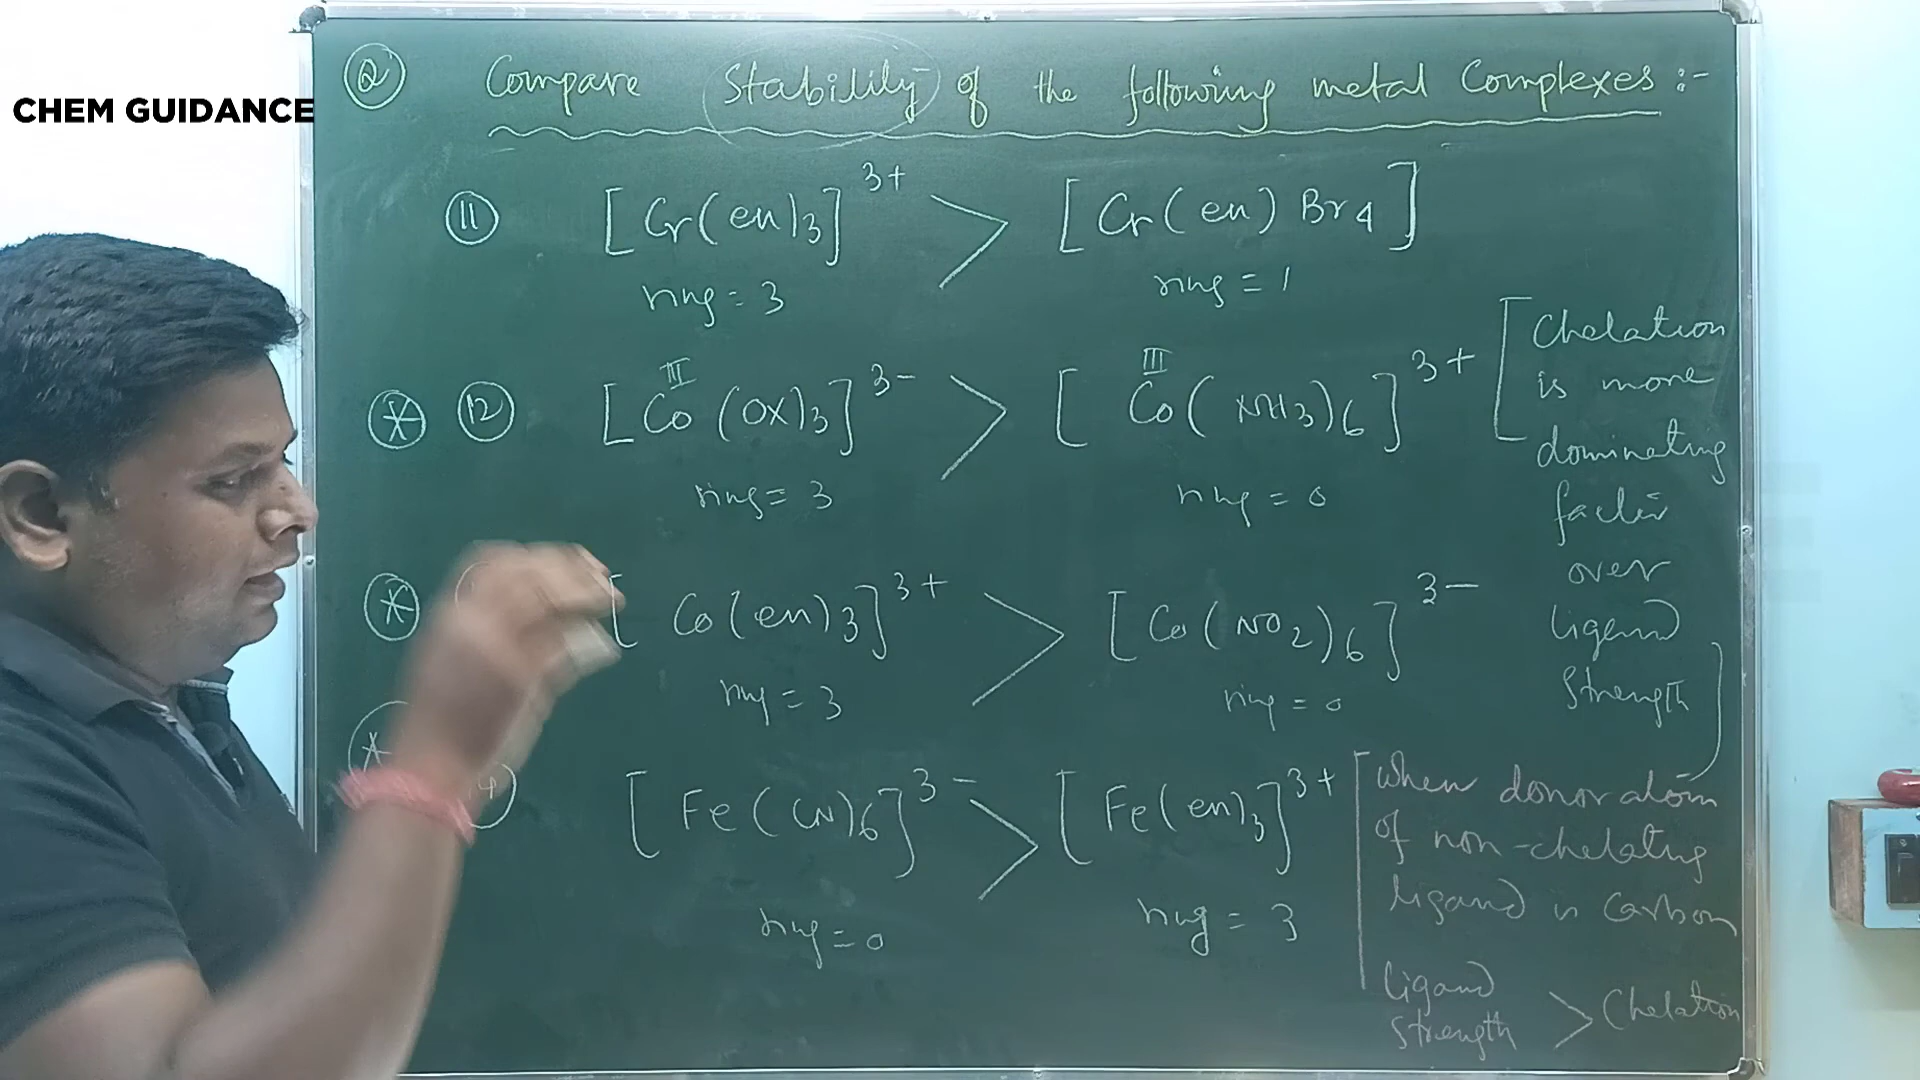 CHEM GUIDANCE
Q Compare Stability of the following metal Complexes :-
11 [Cr(en)3]3+ > [Cr(en) Br4]
ring = 3 ring = 1
* 12 [CoIII(OX)3]3- > [CoIII(NH3)6]3+
ring = 3 ring = 0
* [Co(en)3]3+ > [Co(NO2)6]3-
ring = 3 ring = 0
* 14 [Fe(CN)6]3- > [Fe(en)3]3+
ring = 0 ring = 3
[Chelation
is more
dominating
factor
over
ligand
strength
[when donor atom
of non-chelating
ligand is Carbon
ligand
strength > Chelation